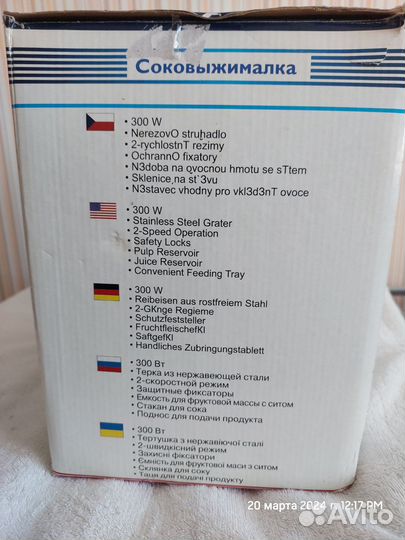 Соковыжималка
• 300 W
• NerezovO struḩadlo
• 2-rychlostnT rezimy
• OchrannO fixatory
• N3doba na ovocnou hmotu se sTtem
• Sklenice na st`3vu
• N3stavec vhodny pro vkl3d3nT ovoce
• 300 W
• Stainless Steel Grater
• 2-Speed Operation
• Safety Locks
• Pulp Reservoir
• Juice Reservoir
• Convenient Feeding Tray
• 300 W
• Reibeisen aus rostfreiem Stahl
• 2-GKnge Regieme
• Schutzfeststeller
• FruchtfleischefKl
• SaftgefKl
• Handliches Zubringungstablett
• 300 Вт
• Терка из нержавеющей стали
• 2-скоростной режим
• Защитные фиксаторы
• Емкость для фруктовой массы с ситом
• Стакан для сока
• Поднос для подачи продукта
• 300 Вт
• Тертушка з нержавіючої сталі
• 2-швидкісний режим
• Захисні фіксатори
• Ємність для фруктової маси з ситом
• Склянка для соку
• Таця для подачі продукту
20 марта 2024 г. 12:17 PM
Avito